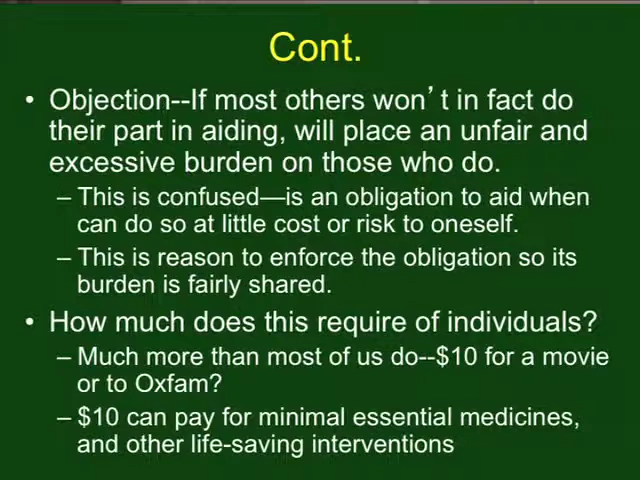 Cont.
• Objection--If most others won't in fact do
their part in aiding, will place an unfair and
excessive burden on those who do.
– This is confused—is an obligation to aid when
can do so at little cost or risk to oneself.
– This is reason to enforce the obligation so its
burden is fairly shared.
• How much does this require of individuals?
– Much more than most of us do--$10 for a movie
or to Oxfam?
– $10 can pay for minimal essential medicines,
and other life-saving interventions